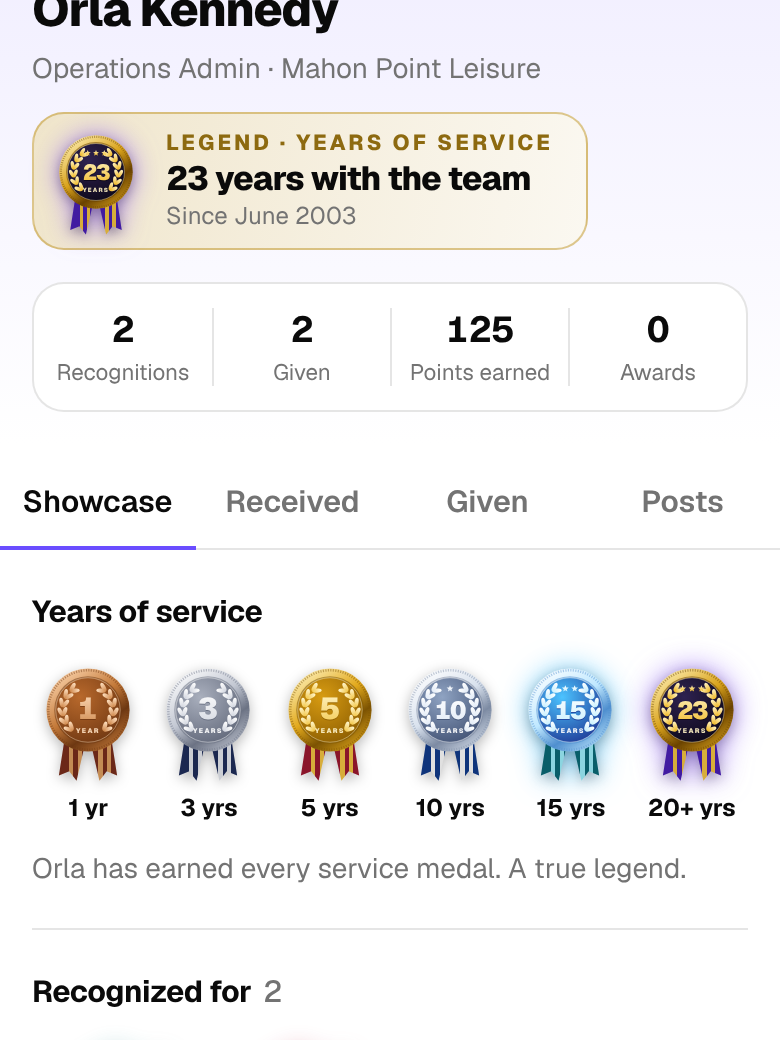 Orla Kennedy
Operations Admin · Mahon Point Leisure
23
YEARS
LEGEND · YEARS OF SERVICE
23 years with the team
Since June 2003
2 2 125 0
Recognitions Given Points earned Awards
Showcase Received Given Posts
Years of service
1 3 5 10 15 23
YEAR YEARS YEARS YEARS YEARS YEARS
1 yr 3 yrs 5 yrs 10 yrs 15 yrs 20+ yrs
Orla has earned every service medal. A true legend.
Recognized for 2